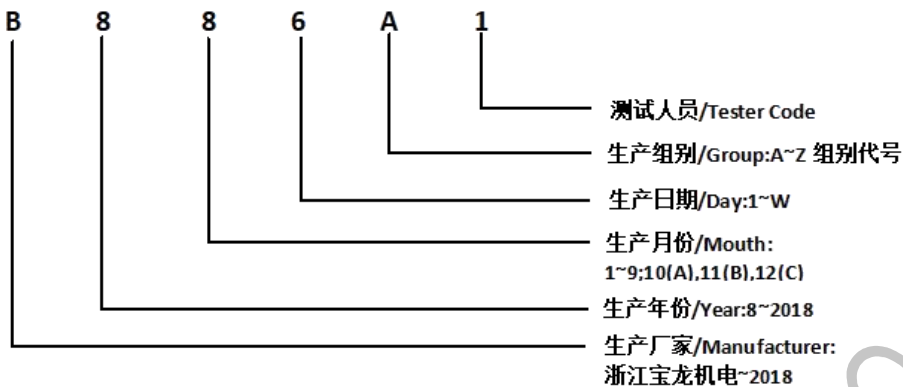 B 8 8 6 A 1
测试人员/Tester Code
生产组别/Group:A~Z 组别代号
生产日期/Day:1~W
生产月份/Mouth:
1~9;10(A),11(B),12(C)
生产年份/Year:8~2018
生产厂家/Manufacturer:
浙江宝龙机电~2018